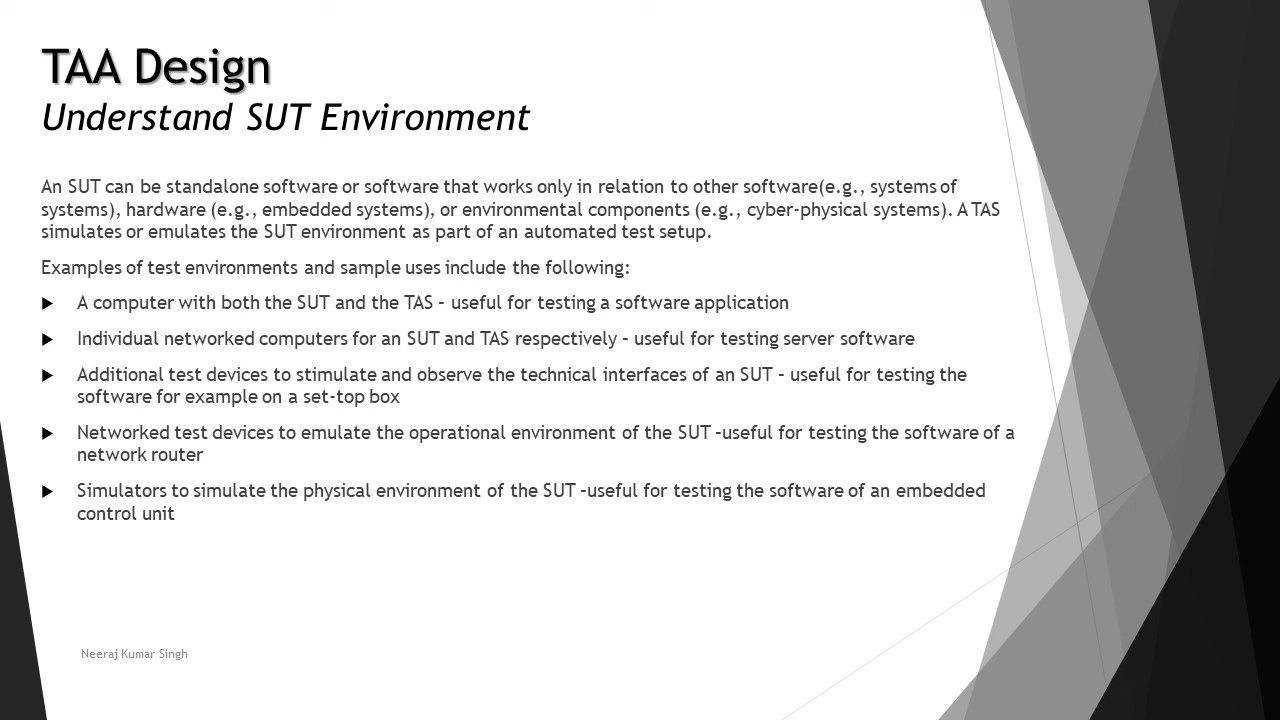 TAA Design
Understand SUT Environment
An SUT can be standalone software or software that works only in relation to other software(e.g., systems of
systems), hardware (e.g., embedded systems), or environmental components (e.g., cyber-physical systems). A TAS
simulates or emulates the SUT environment as part of an automated test setup.
Examples of test environments and sample uses include the following:
A computer with both the SUT and the TAS – useful for testing a software application
Individual networked computers for an SUT and TAS respectively – useful for testing server software
Additional test devices to stimulate and observe the technical interfaces of an SUT – useful for testing the
software for example on a set-top box
Networked test devices to emulate the operational environment of the SUT –useful for testing the software of a
network router
Simulators to simulate the physical environment of the SUT –useful for testing the software of an embedded
control unit
Neeraj Kumar Singh